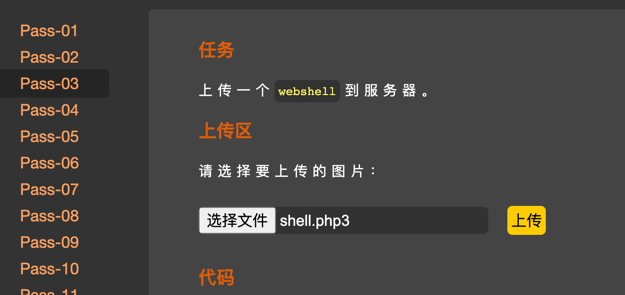 Pass-01
Pass-02
Pass-03
Pass-04
Pass-05
Pass-06
Pass-07
Pass-08
Pass-09
Pass-10
Pass-11
任务
上传一个 webshell 到服务器。
上传区
请选择要上传的图片：
选择文件 shell.php3 上传
代码